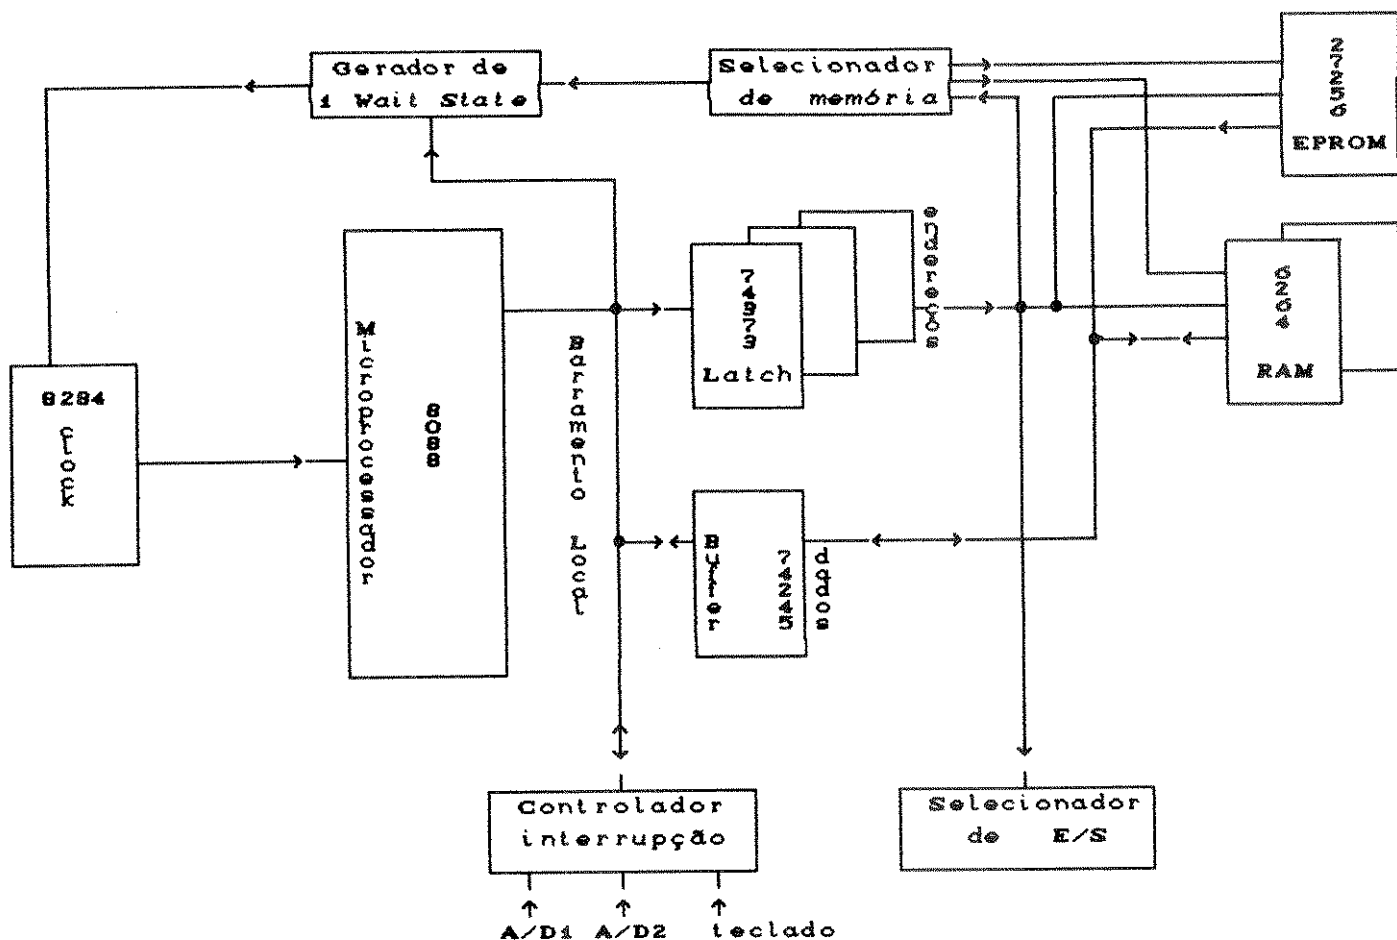 Gerador de
1 Wait State
Selecionador
de memória
27256
EPROM
8284
clock
Microprocessador
8088
Barramento Local
74373
Latch
endereços
6264
RAM
Buffer
74245
dados
Controlador
interrupção
Selecionador
de E/S
A/D1 A/D2 teclado